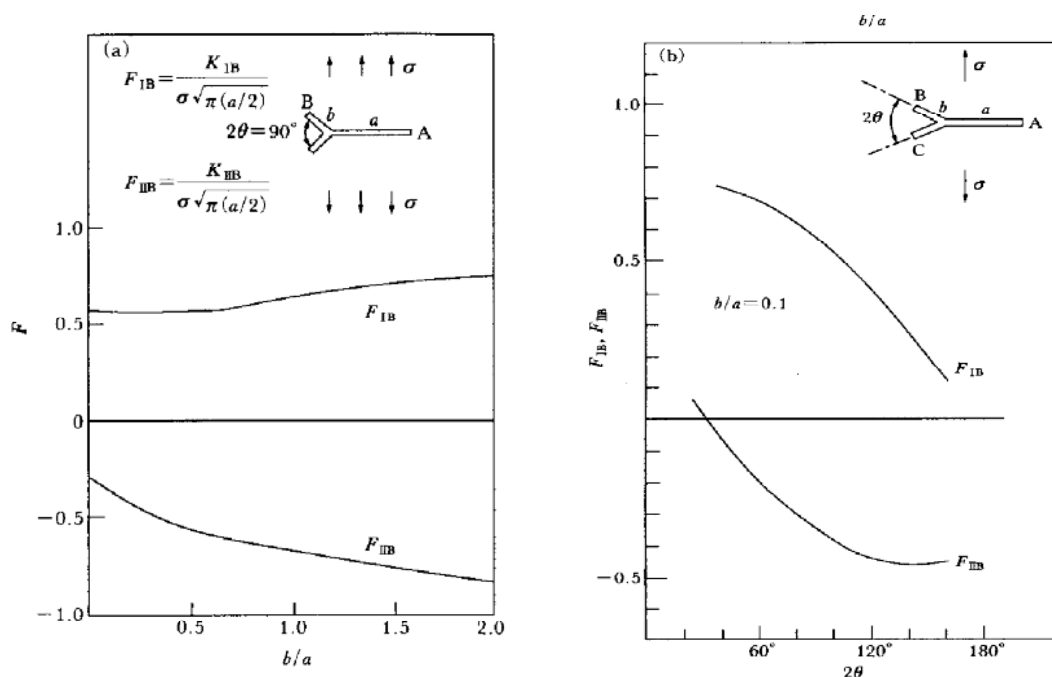 b/a
(a)
F_IB = K_IB / σ√π(a/2)
σ
B
b
a
A
2θ=90°
F_IIB = K_IIB / σ√π(a/2)
σ
1.0
0.5
F_IB
F
0
−0.5
F_IIB
−1.0
0.5
1.0
1.5
2.0
b/a
(b)
σ
1.0
B
b
a
2θ
A
C
σ
0.5
b/a=0.1
F_IB, F_IIB
F_IB
−0.5
F_IIB
60°
120°
180°
2θ